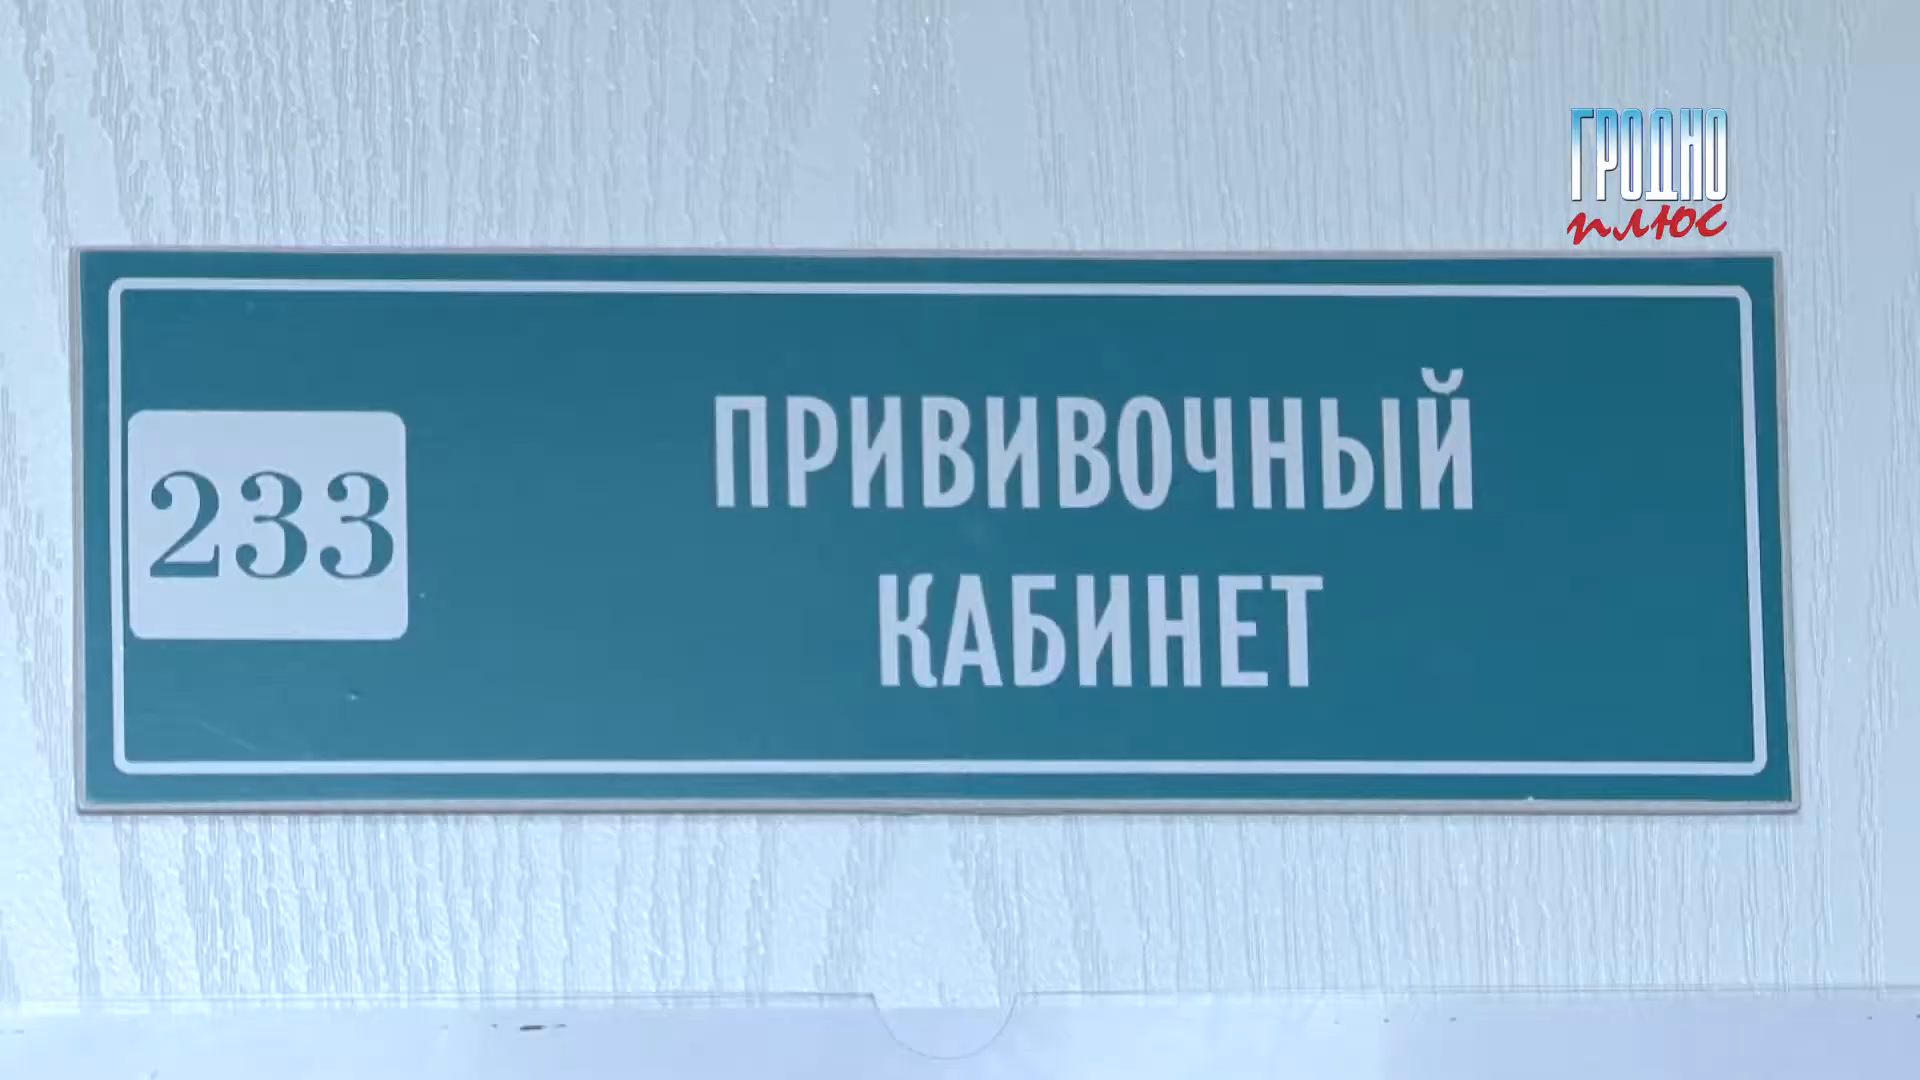 ГРОДНО
плюс
233
ПРИВИВОЧНЫЙ
КАБИНЕТ